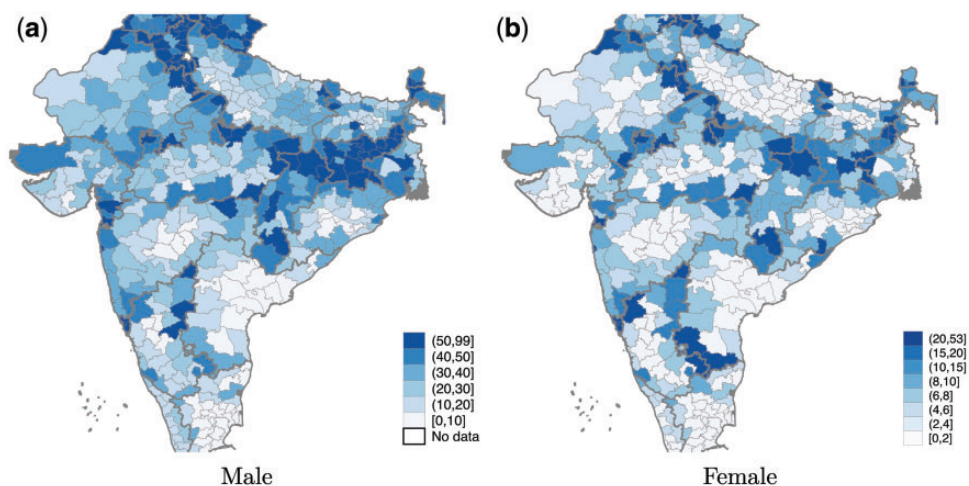 (a)
(50,99]
(40,50]
(30,40]
(20,30]
(10,20]
[0,10]
No data
Male
(b)
(20,53]
(15,20]
(10,15]
(8,10]
(6,8]
(4,6]
(2,4]
[0,2]
Female